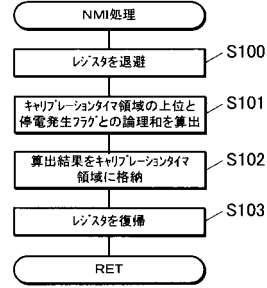 NMI処理
レジスタを退避
S100
キャリブレーションタイマ領域の上位と
停電発生フラグとの論理和を算出
S101
算出結果をキャリブレーションタイマ
領域に格納
S102
レジスタを復帰
S103
RET